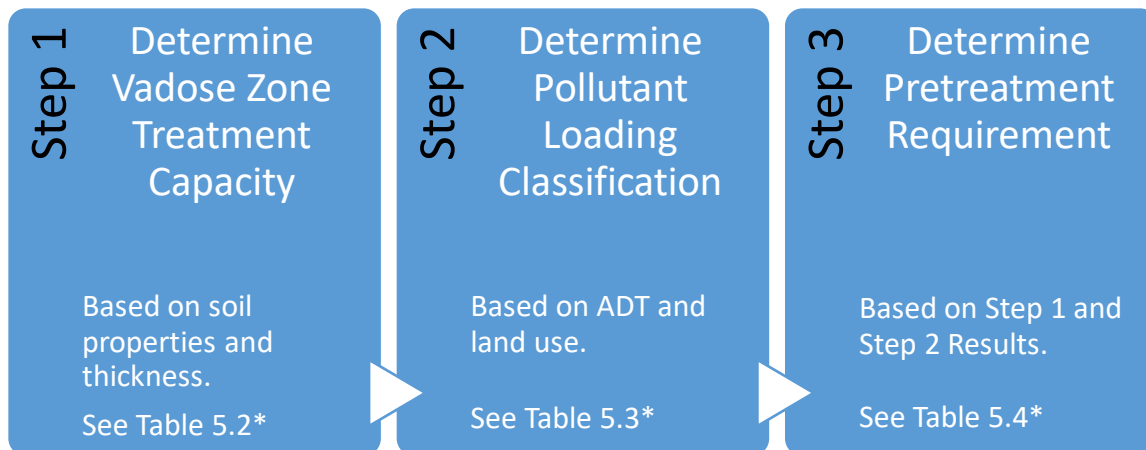 Step 1
Determine
Vadose Zone
Treatment
Capacity
Based on soil
properties and
thickness.
See Table 5.2*
Step 2
Determine
Pollutant
Loading
Classification
Based on ADT and
land use.
See Table 5.3*
Step 3
Determine
Pretreatment
Requirement
Based on Step 1 and
Step 2 Results.
See Table 5.4*